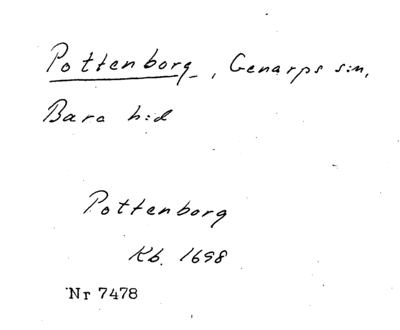 Pottenborg, Genarps s:n,
Bara h:d
Pottenborg
Kb. 1698
Nr 7478